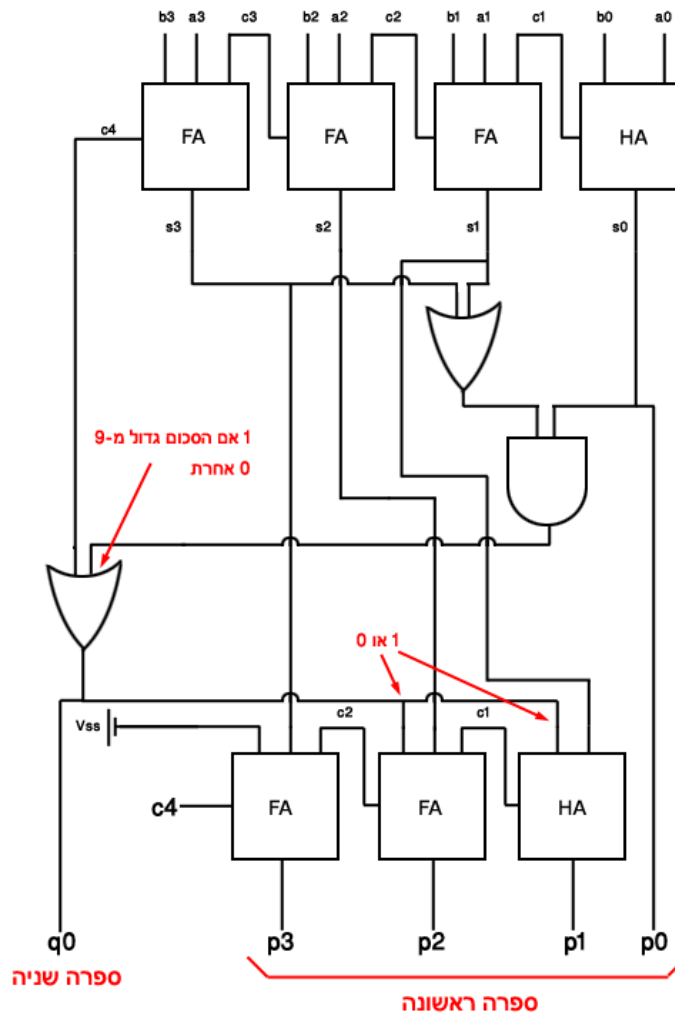 b3 a3 c3 b2 a2 c2 b1 a1 c1 b0 a0
FA FA FA HA
c4
s3 s2 s1 s0
1 אם הסכום גדול מ-9
0 אחרת
1 או 0
c2 c1
Vss
c4 FA FA HA
q0 p3 p2 p1 p0
ספרה שניה
ספרה ראשונה